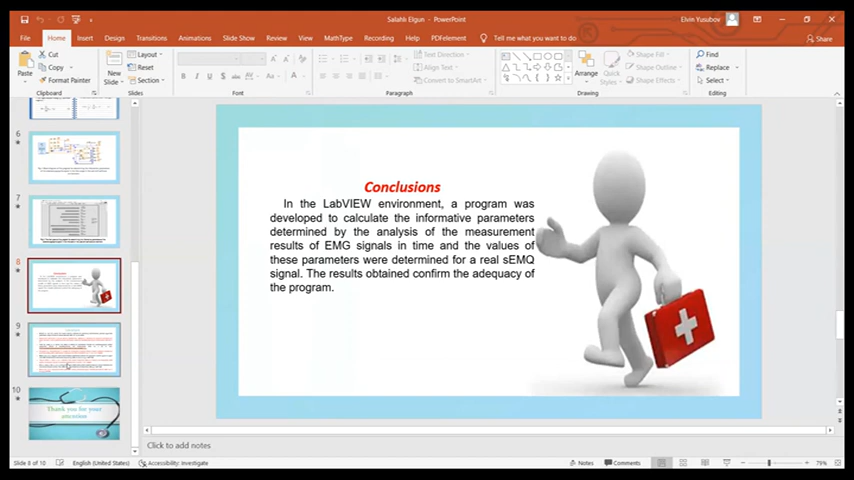 Salahlı Elgun - PowerPoint
Elvin Yusubov
File Home Insert Design Transitions Animations Slide Show Review View MathType Recording Help PDFelement Tell me what you want to do Share
Paste
Cut
Copy
Format Painter
New
Slide
Layout
Reset
Section
Text Direction
Align Text
Convert to SmartArt
Arrange
Quick
Styles
Shape Fill
Shape Outline
Shape Effects
Find
Replace
Select
Clipboard Slides Font Paragraph Drawing Editing
6
7
8
9
10
Thank you for your
attention
Conclusions
In the LabVIEW environment, a program was
developed to calculate the informative parameters
determined by the analysis of the measurement
results of EMG signals in time and the values of
these parameters were determined for a real sEMQ
signal. The results obtained confirm the adequacy of
the program.
Click to add notes
Slide 8 of 10 English (United States) Accessibility: Investigate Notes Comments 79%